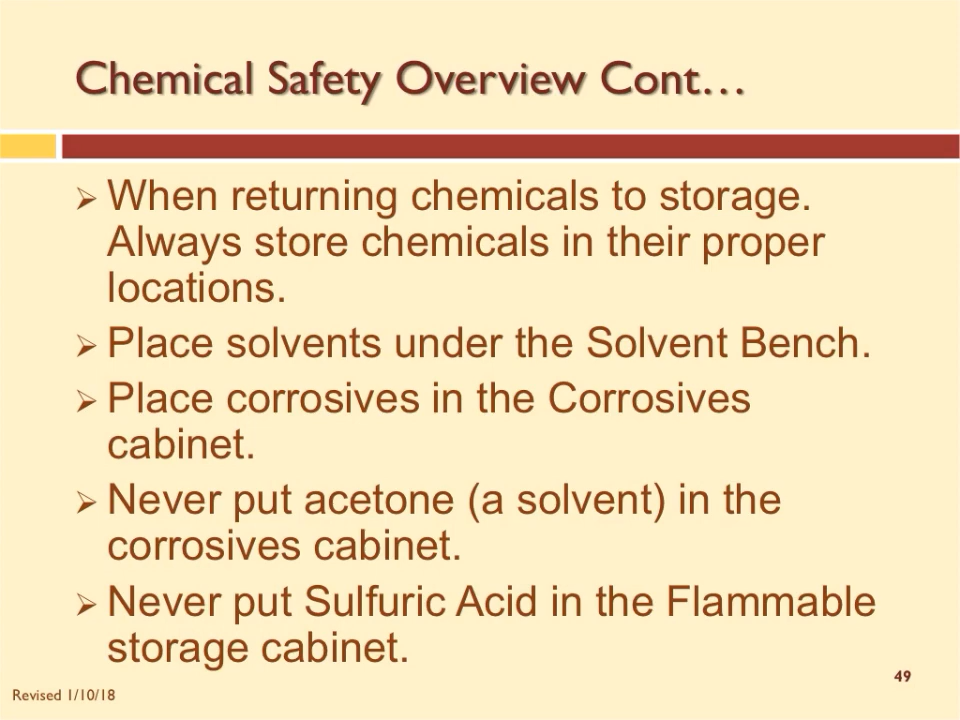 Chemical Safety Overview Cont…
➢ When returning chemicals to storage.
Always store chemicals in their proper
locations.
➢ Place solvents under the Solvent Bench.
➢ Place corrosives in the Corrosives
cabinet.
➢ Never put acetone (a solvent) in the
corrosives cabinet.
➢ Never put Sulfuric Acid in the Flammable
storage cabinet.
49
Revised 1/10/18